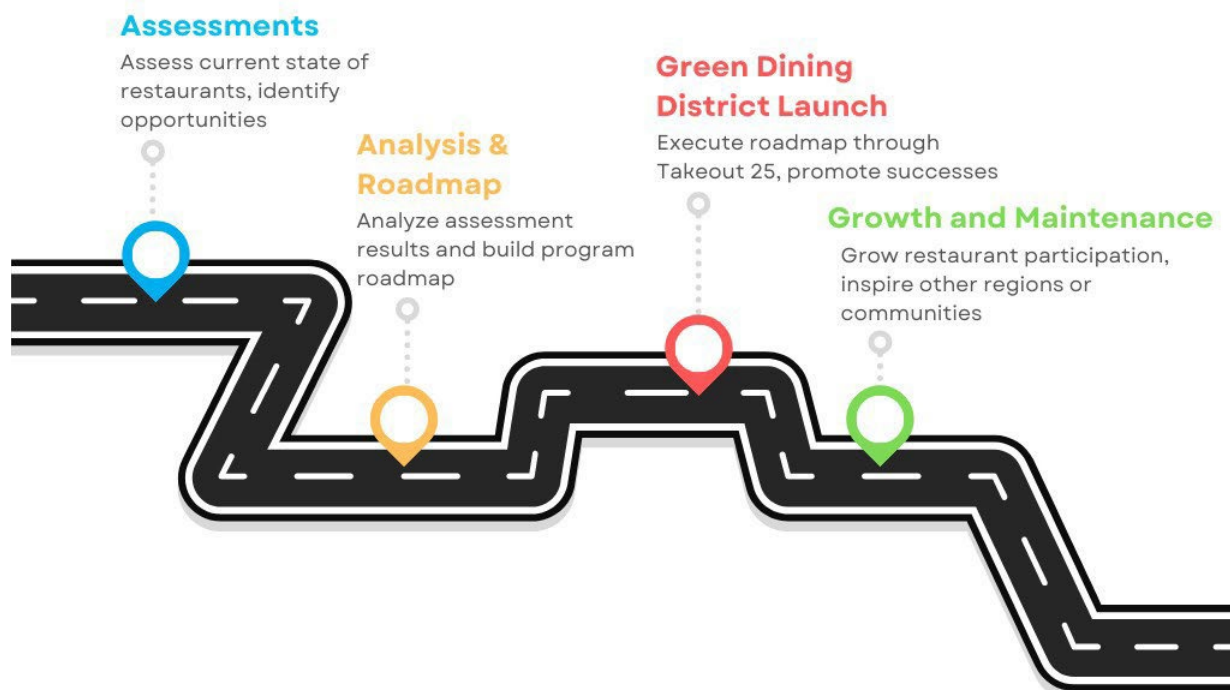 Assessments
Assess current state of
restaurants, identify
opportunities
Analysis &
Roadmap
Analyze assessment
results and build program
roadmap
Green Dining
District Launch
Execute roadmap through
Takeout 25, promote successes
Growth and Maintenance
Grow restaurant participation,
inspire other regions or
communities